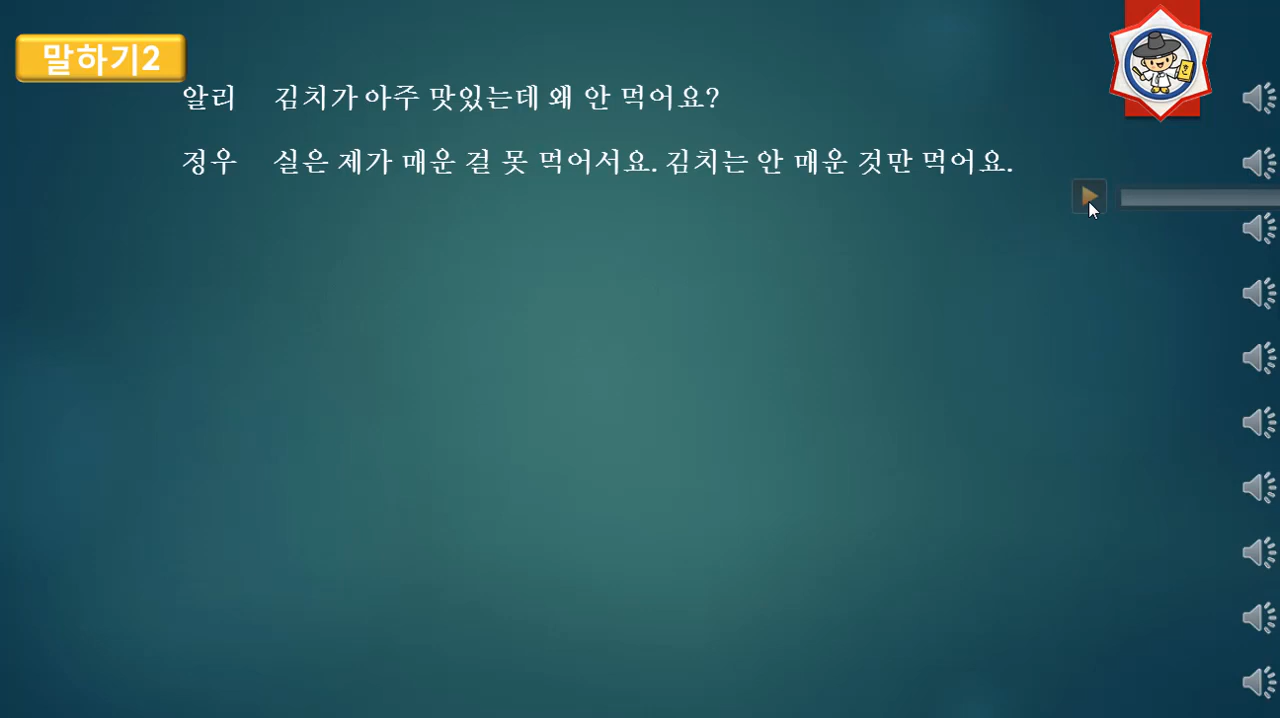 말하기2
알리 김치가 아주 맛있는데 왜 안 먹어요?
정우 실은 제가 매운 걸 못 먹어서요. 김치는 안 매운 것만 먹어요.